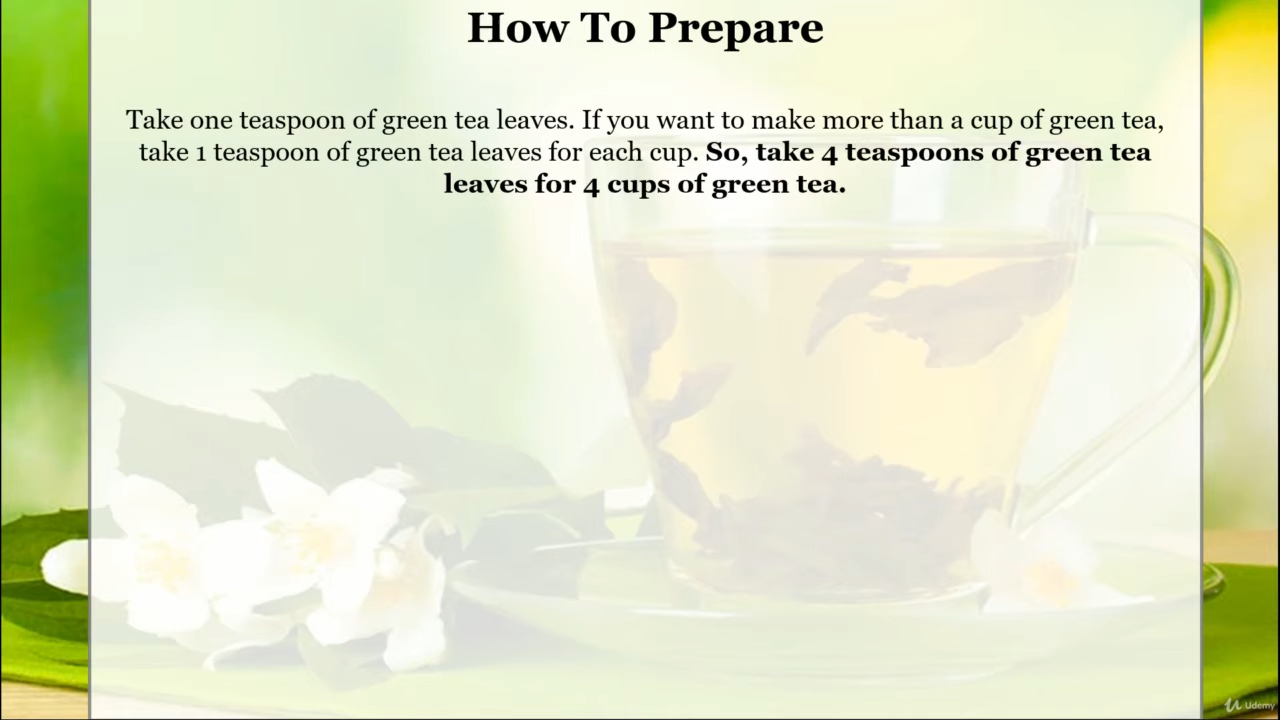 How To Prepare
Take one teaspoon of green tea leaves. If you want to make more than a cup of green tea,
take 1 teaspoon of green tea leaves for each cup. So, take 4 teaspoons of green tea
leaves for 4 cups of green tea.
Udemy